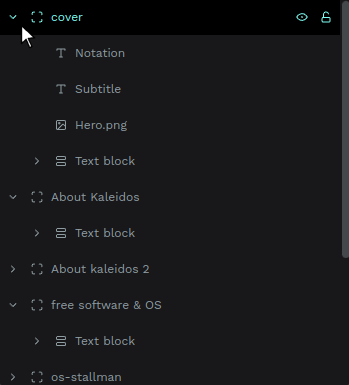 cover
Notation
Subtitle
Hero.png
Text block
About Kaleidos
Text block
About kaleidos 2
free software & OS
Text block
os-stallman